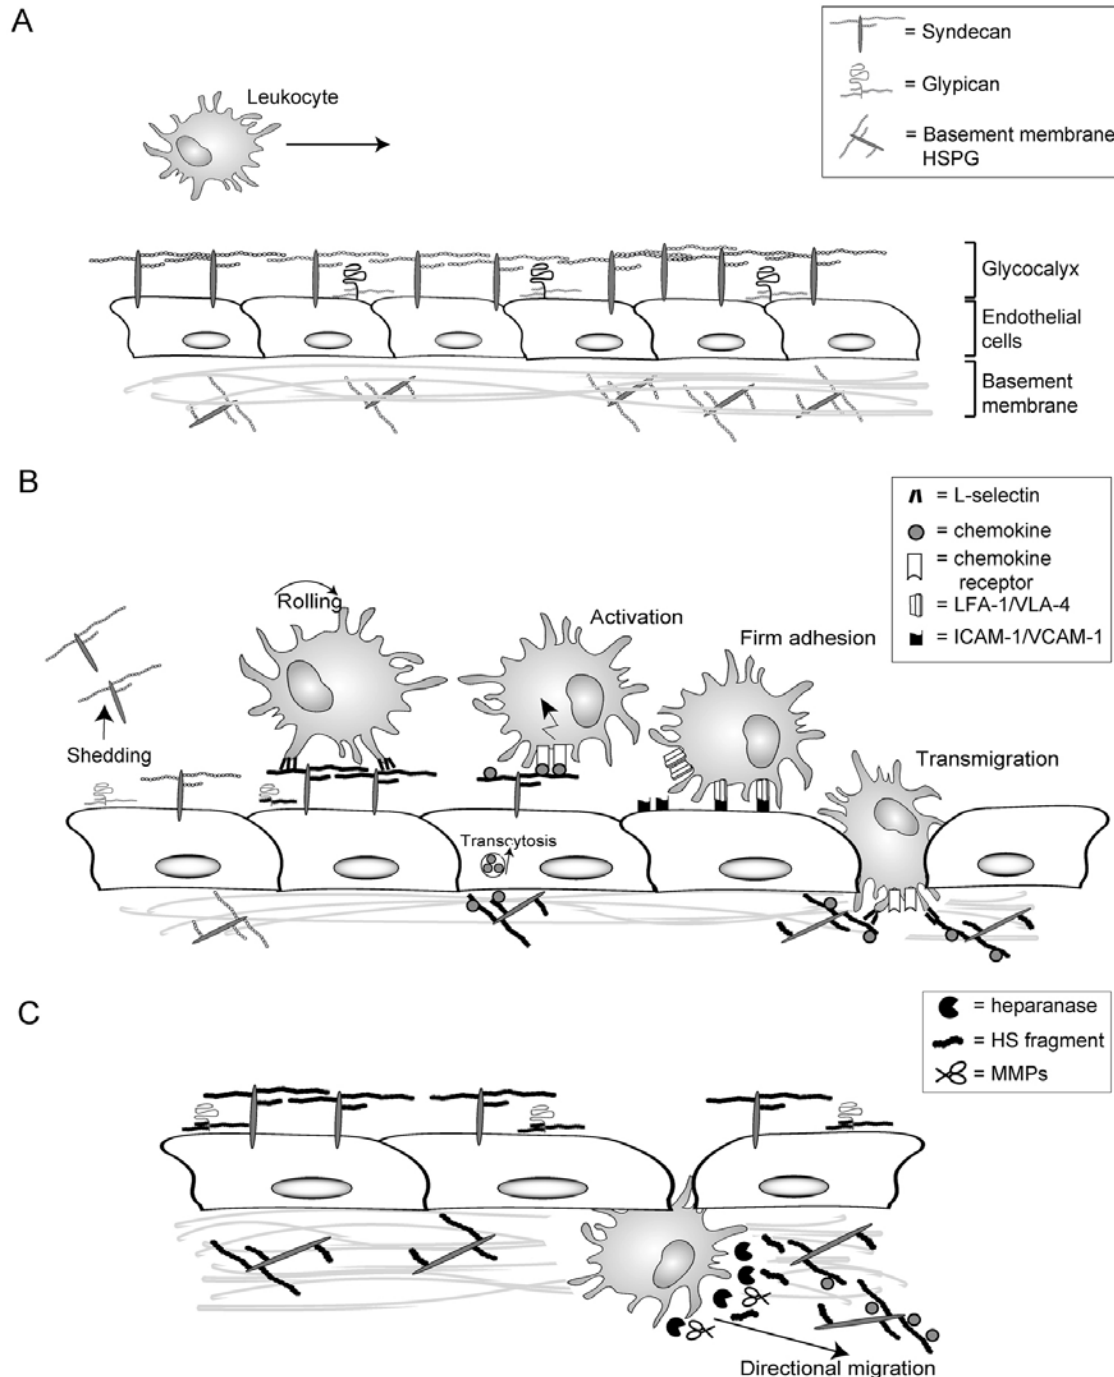 A
= Syndecan
= Glypican
= Basement membrane
HSPG
Leukocyte
Glycocalyx
Endothelial
cells
Basement
membrane
B
= L-selectin
= chemokine
= chemokine
receptor
= LFA-1/VLA-4
= ICAM-1/VCAM-1
Rolling
Activation
Firm adhesion
Shedding
Transmigration
Transcytosis
C
= heparanase
= HS fragment
= MMPs
Directional migration